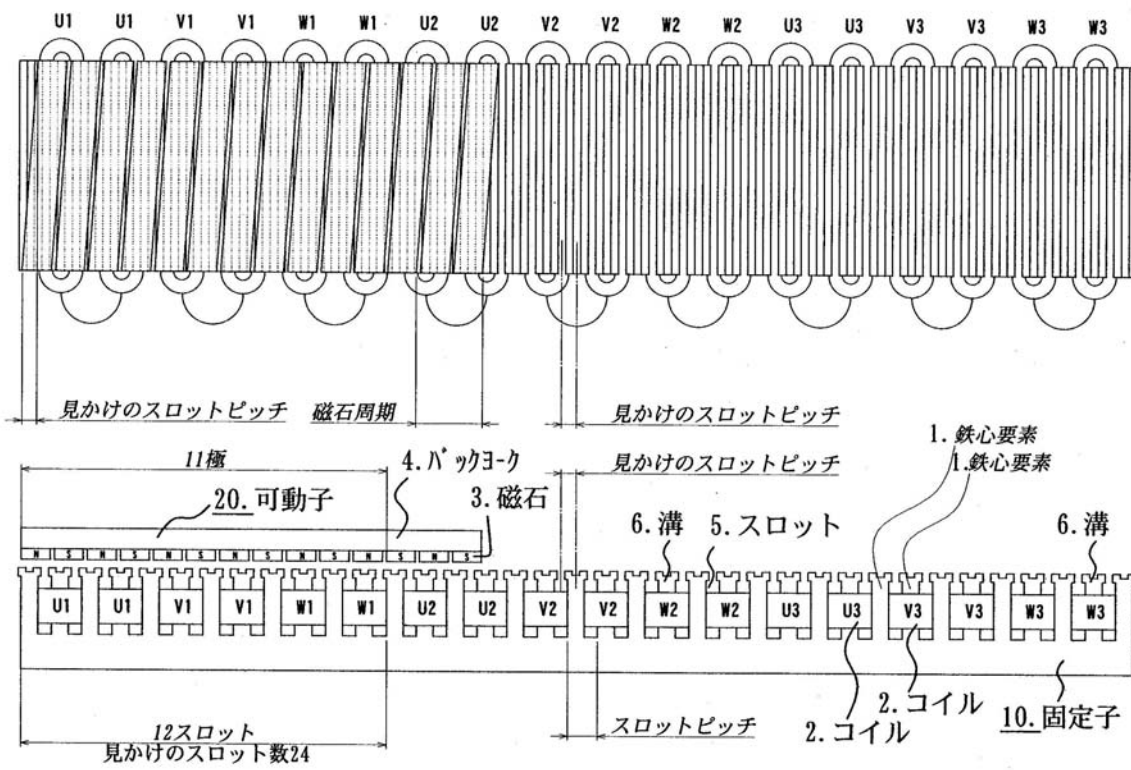 U1 U1 V1 V1 W1 W1 U2 U2 V2 V2 W2 W2 U3 U3 V3 V3 W3 W3
見かけのスロットピッチ 磁石周期 見かけのスロットピッチ
11極
4.バックヨーク
見かけのスロットピッチ
1.鉄心要素
1.鉄心要素
20.可動子
3.磁石
6.溝
5.スロット
6.溝
N S N S N S N S N S N S N S
U1 U1 V1 V1 W1 W1 U2 U2 V2 V2 W2 W2 U3 U3 V3 V3 W3 W3
12スロット
見かけのスロット数24
スロットピッチ
2.コイル
2.コイル
10.固定子